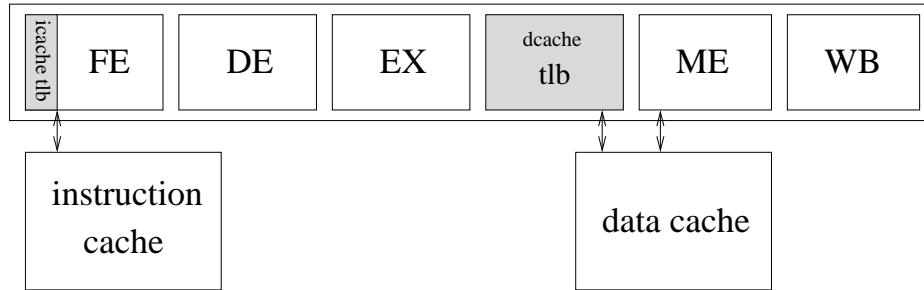 icache tlb
FE
DE
EX
dcache
tlb
ME
WB
instruction
cache
data cache